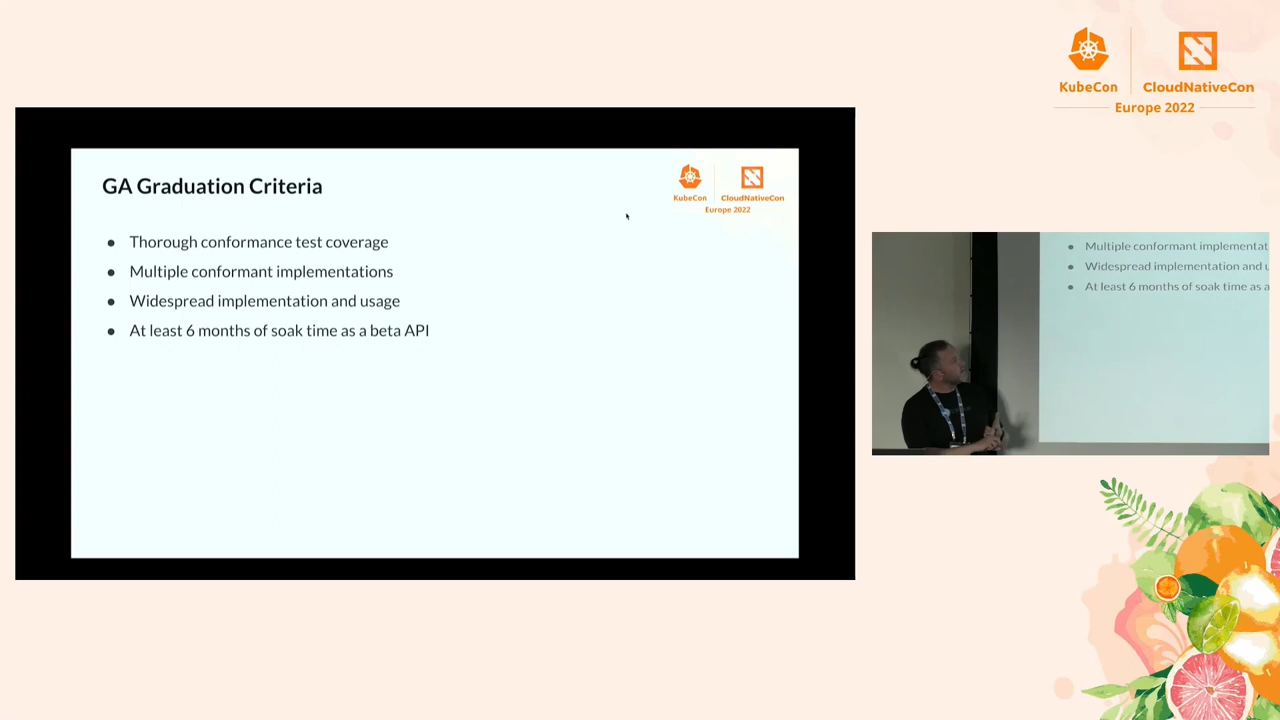 KubeCon
CloudNativeCon
Europe 2022
GA Graduation Criteria
KubeCon
CloudNativeCon
Europe 2022
● Thorough conformance test coverage
● Multiple conformant implementations
● Widespread implementation and usage
● At least 6 months of soak time as a beta API
● Multiple conformant implementat
● Widespread implementation and u
● At least 6 months of soak time as a